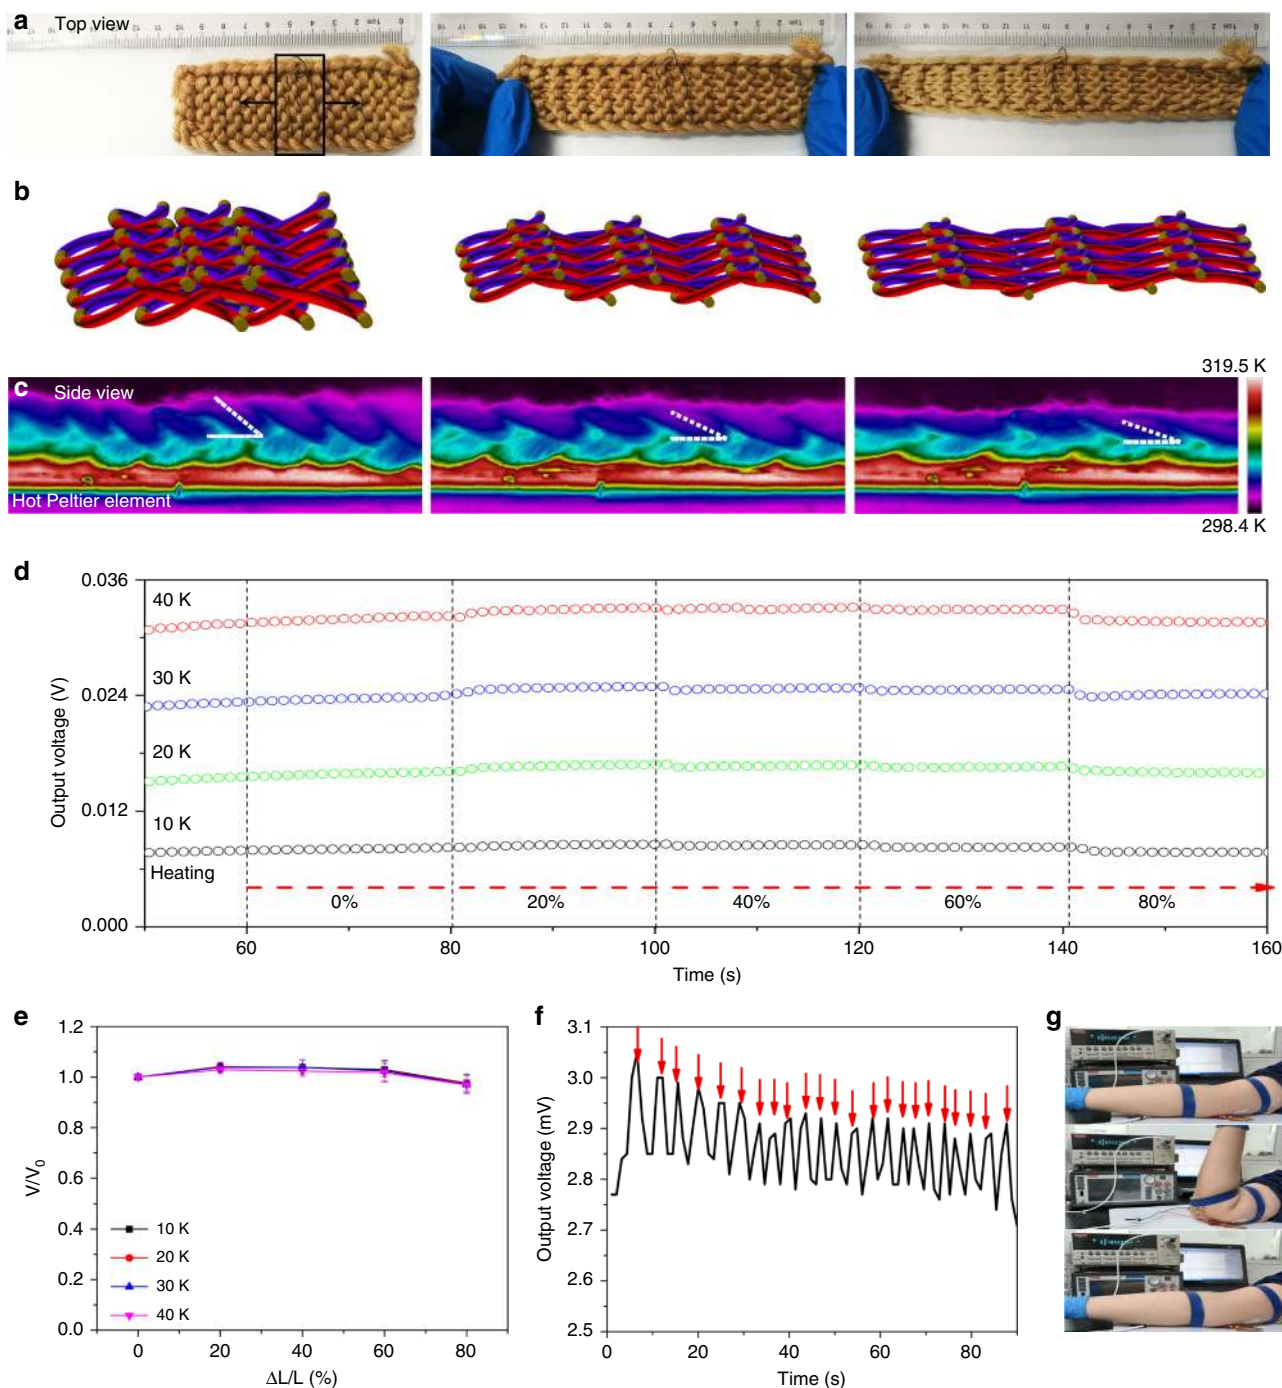 a
Top view
b
c
Side view
Hot Peltier element
319.5 K
298.4 K
d
Output voltage (V)
0.036
0.024
0.012
0.000
40 K
30 K
20 K
10 K
Heating
0%
20%
40%
60%
80%
60
80
100
120
140
160
Time (s)
e
V/V0
1.2
1.0
0.8
0.6
0.4
0.2
0.0
10 K
20 K
30 K
40 K
0
20
40
60
80
ΔL/L (%)
f
Output voltage (mV)
3.1
3.0
2.9
2.8
2.7
2.6
2.5
0
20
40
60
80
Time (s)
g